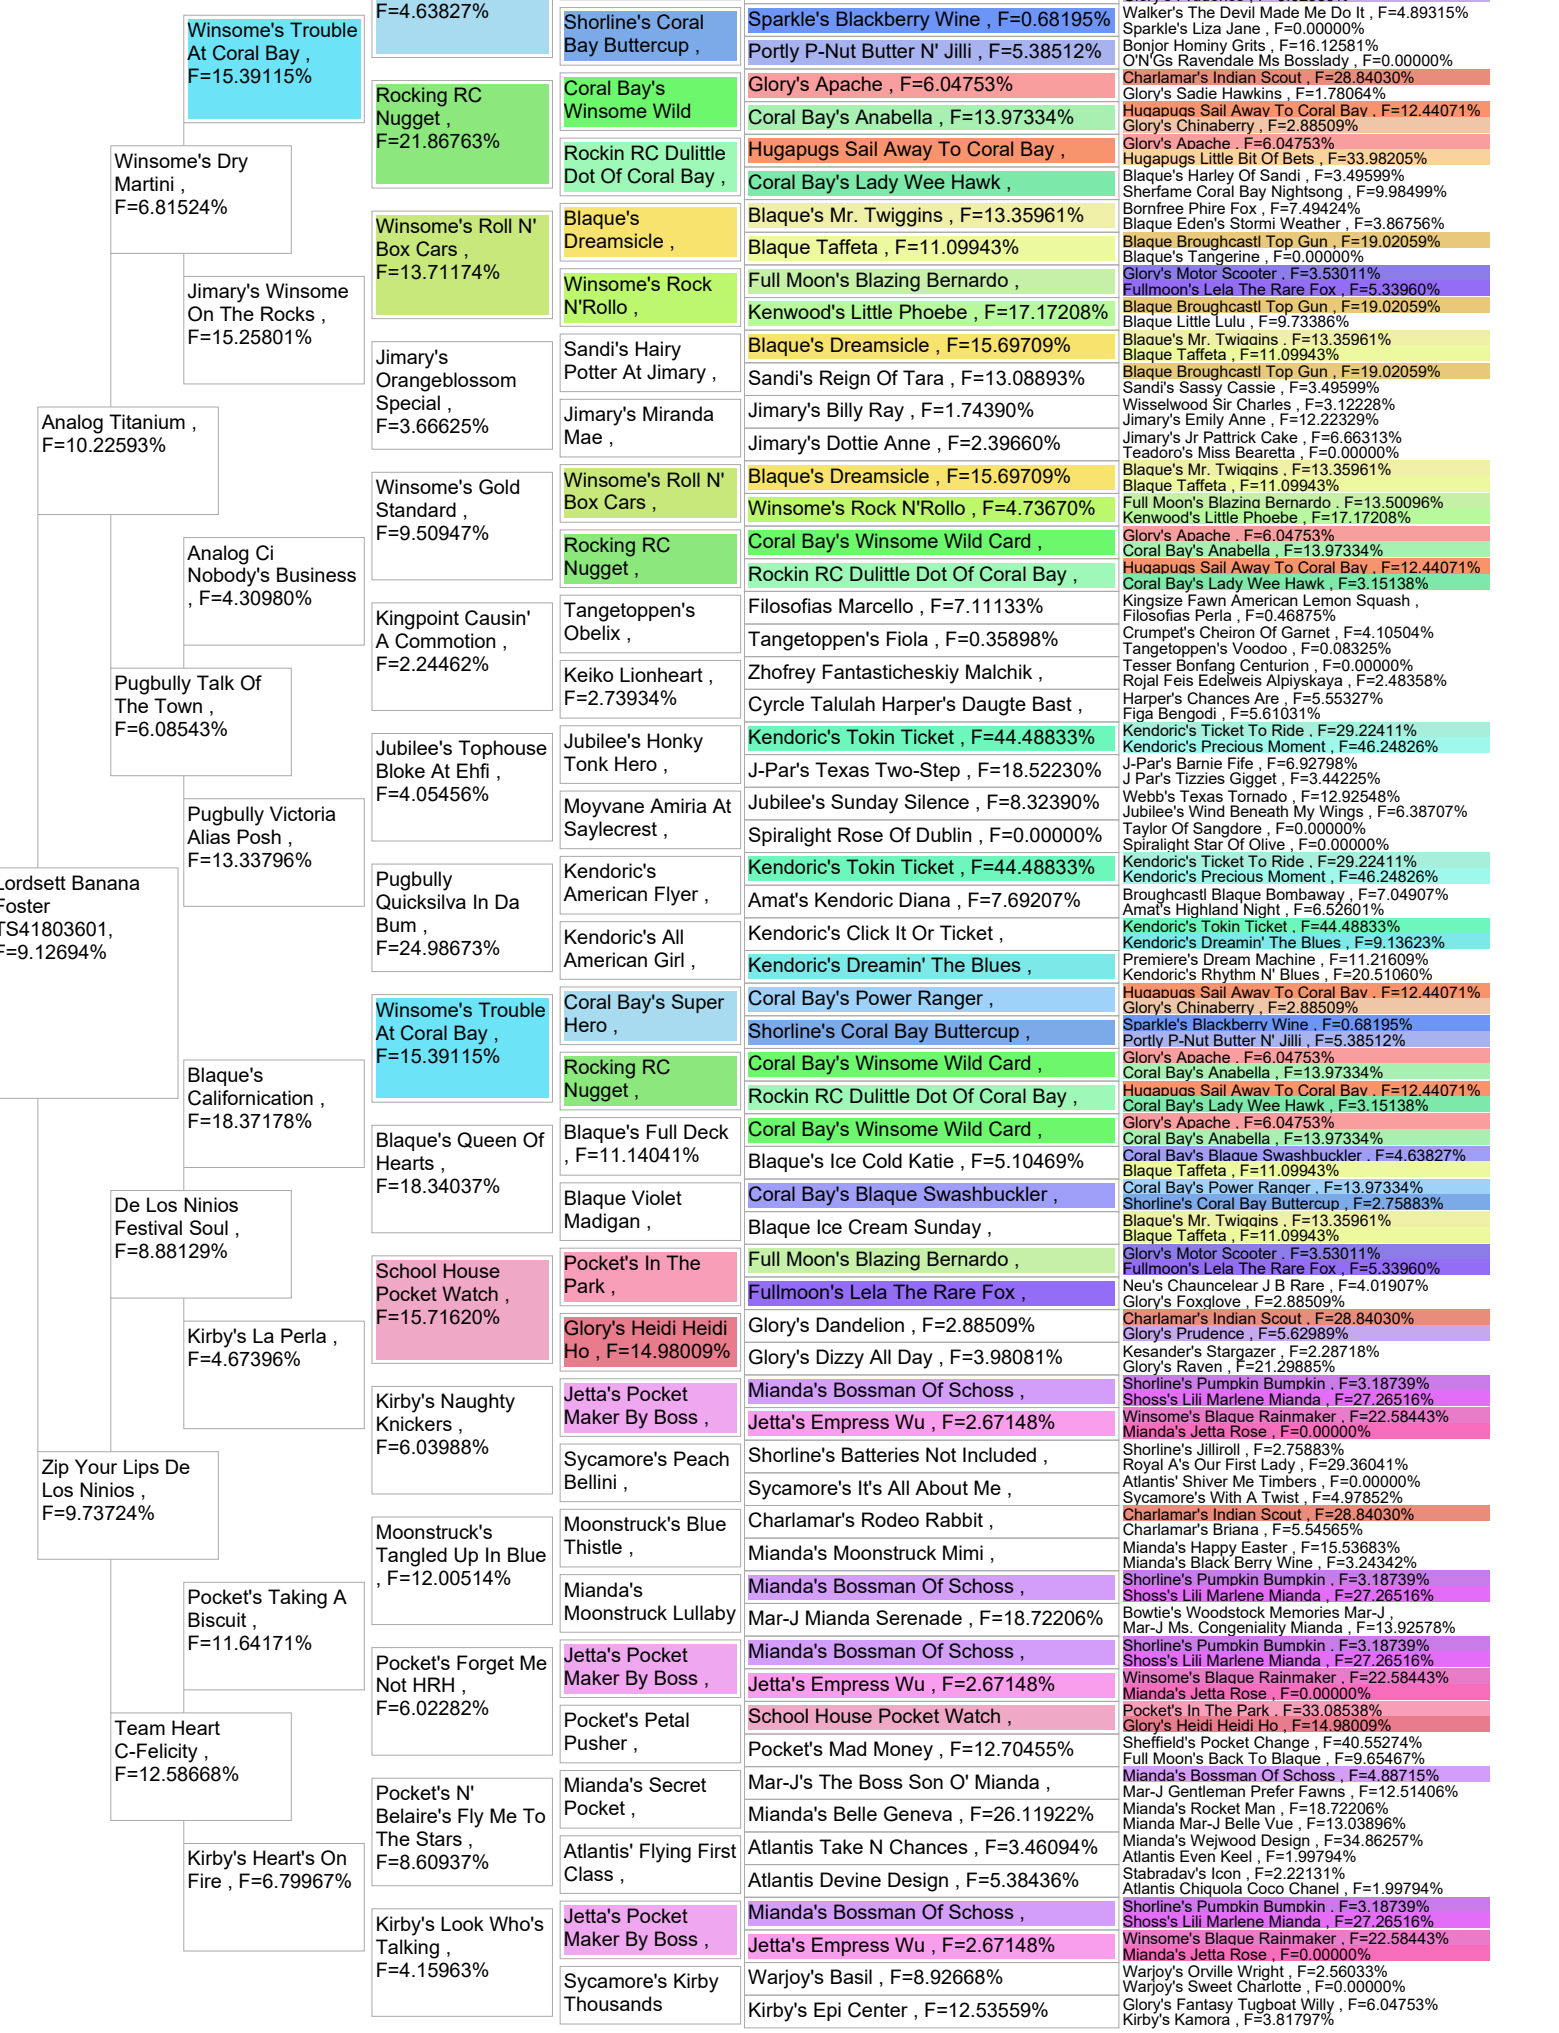 Lordsett Banana
Foster
TS41803601,
F=9.12694%
Analog Titanium ,
F=10.22593%
Zip Your Lips De
Los Ninios ,
F=9.73724%
Winsome's Dry
Martini ,
F=6.81524%
Pugbully Talk Of
The Town ,
F=6.08543%
De Los Ninios
Festival Soul ,
F=8.88129%
Team Heart
C-Felicity ,
F=12.58668%
Winsome's Trouble
At Coral Bay ,
F=15.39115%
Jimary's Winsome
On The Rocks ,
F=15.25801%
Analog Ci
Nobody's Business
, F=4.30980%
Pugbully Victoria
Alias Posh ,
F=13.33796%
Blaque's
Californication ,
F=18.37178%
Kirby's La Perla ,
F=4.67396%
Pocket's Taking A
Biscuit ,
F=11.64171%
Kirby's Heart's On
Fire , F=6.79967%
F=4.63827%
Rocking RC
Nugget ,
F=21.86763%
Winsome's Roll N'
Box Cars ,
F=13.71174%
Jimary's
Orangeblossom
Special ,
F=3.66625%
Winsome's Gold
Standard ,
F=9.50947%
Kingpoint Causin'
A Commotion ,
F=2.24462%
Jubilee's Tophouse
Bloke At Ehfi ,
F=4.05456%
Pugbully
Quicksilva In Da
Bum ,
F=24.98673%
Winsome's Trouble
At Coral Bay ,
F=15.39115%
Blaque's Queen Of
Hearts ,
F=18.34037%
School House
Pocket Watch ,
F=15.71620%
Kirby's Naughty
Knickers ,
F=6.03988%
Moonstruck's
Tangled Up In Blue
, F=12.00514%
Pocket's Forget Me
Not HRH ,
F=6.02282%
Pocket's N'
Belaire's Fly Me To
The Stars ,
F=8.60937%
Kirby's Look Who's
Talking ,
F=4.15963%
Shorline's Coral
Bay Buttercup ,
Coral Bay's
Winsome Wild
Rockin RC Dulittle
Dot Of Coral Bay ,
Blaque's
Dreamsicle ,
Winsome's Rock
N'Rollo ,
Sandi's Hairy
Potter At Jimary ,
Jimary's Miranda
Mae ,
Winsome's Roll N'
Box Cars ,
Rocking RC
Nugget ,
Tangetoppen's
Obelix ,
Keiko Lionheart ,
F=2.73934%
Jubilee's Honky
Tonk Hero ,
Moyvane Amiria At
Saylecrest ,
Kendoric's
American Flyer ,
Kendoric's All
American Girl ,
Coral Bay's Super
Hero ,
Rocking RC
Nugget ,
Blaque's Full Deck
, F=11.14041%
Blaque Violet
Madigan ,
Pocket's In The
Park ,
Glory's Heidi Heidi
Ho , F=14.98009%
Jetta's Pocket
Maker By Boss ,
Sycamore's Peach
Bellini ,
Moonstruck's Blue
Thistle ,
Mianda's
Moonstruck Lullaby
Jetta's Pocket
Maker By Boss ,
Pocket's Petal
Pusher ,
Mianda's Secret
Pocket ,
Atlantis' Flying First
Class ,
Jetta's Pocket
Maker By Boss ,
Sycamore's Kirby
Thousands
Sparkle's Blackberry Wine , F=0.68195%
Portly P-Nut Butter N' Jilli , F=5.38512%
Glory's Apache , F=6.04753%
Coral Bay's Anabella , F=13.97334%
Hugapugs Sail Away To Coral Bay ,
Coral Bay's Lady Wee Hawk ,
Blaque's Mr. Twiggins , F=13.35961%
Blaque Taffeta , F=11.09943%
Full Moon's Blazing Bernardo ,
Kenwood's Little Phoebe , F=17.17208%
Blaque's Dreamsicle , F=15.69709%
Sandi's Reign Of Tara , F=13.08893%
Jimary's Billy Ray , F=1.74390%
Jimary's Dottie Anne , F=2.39660%
Blaque's Dreamsicle , F=15.69709%
Winsome's Rock N'Rollo , F=4.73670%
Coral Bay's Winsome Wild Card ,
Rockin RC Dulittle Dot Of Coral Bay ,
Filosofias Marcello , F=7.11133%
Tangetoppen's Fiola , F=0.35898%
Zhofrey Fantasticheskiy Malchik ,
Cyrcle Talulah Harper's Daugte Bast ,
Kendoric's Tokin Ticket , F=44.48833%
J-Par's Texas Two-Step , F=18.52230%
Jubilee's Sunday Silence , F=8.32390%
Spiralight Rose Of Dublin , F=0.00000%
Kendoric's Tokin Ticket , F=44.48833%
Amat's Kendoric Diana , F=7.69207%
Kendoric's Click It Or Ticket ,
Kendoric's Dreamin' The Blues ,
Coral Bay's Power Ranger ,
Shorline's Coral Bay Buttercup ,
Coral Bay's Winsome Wild Card ,
Rockin RC Dulittle Dot Of Coral Bay ,
Coral Bay's Winsome Wild Card ,
Blaque's Ice Cold Katie , F=5.10469%
Coral Bay's Blaque Swashbuckler ,
Blaque Ice Cream Sunday ,
Full Moon's Blazing Bernardo ,
Fullmoon's Lela The Rare Fox ,
Glory's Dandelion , F=2.88509%
Glory's Dizzy All Day , F=3.98081%
Mianda's Bossman Of Schoss ,
Jetta's Empress Wu , F=2.67148%
Shorline's Batteries Not Included ,
Sycamore's It's All About Me ,
Charlamar's Rodeo Rabbit ,
Mianda's Moonstruck Mimi ,
Mianda's Bossman Of Schoss ,
Mar-J Mianda Serenade , F=18.72206%
Mianda's Bossman Of Schoss ,
Jetta's Empress Wu , F=2.67148%
School House Pocket Watch ,
Pocket's Mad Money , F=12.70455%
Mar-J's The Boss Son O' Mianda ,
Mianda's Belle Geneva , F=26.11922%
Atlantis Take N Chances , F=3.46094%
Atlantis Devine Design , F=5.38436%
Mianda's Bossman Of Schoss ,
Jetta's Empress Wu , F=2.67148%
Warjoy's Basil , F=8.92668%
Kirby's Epi Center , F=12.53559%
Walker's The Devil Made Me Do It , F=4.89315%
Sparkle's Liza Jane , F=0.00000%
Bonjor Hominy Grits , F=16.12581%
O'N'Gs Ravendale Ms Bosslady , F=0.00000%
Charlamar's Indian Scout , F=28.84030%
Glory's Sadie Hawkins , F=1.78064%
Hugapugs Sail Away To Coral Bay , F=12.44071%
Glory's Chinaberry , F=2.88509%
Glory's Apache , F=6.04753%
Hugapugs Little Bit Of Bets , F=33.98205%
Blaque's Harley Of Sandi , F=3.49599%
Sherfame Coral Bay Nightsong , F=9.98499%
Bornfree Phire Fox , F=7.49424%
Blaque Eden's Stormi Weather , F=3.86756%
Blaque Broughcastl Top Gun , F=19.02059%
Blaque's Tangerine , F=0.00000%
Glory's Motor Scooter , F=3.53011%
Fullmoon's Lela The Rare Fox , F=5.33960%
Blaque Broughcastl Top Gun , F=19.02059%
Blaque Little Lulu , F=9.73386%
Blaque's Mr. Twiggins , F=13.35961%
Blaque Taffeta , F=11.09943%
Blaque Broughcastl Top Gun , F=19.02059%
Sandi's Sassy Cassie , F=3.49599%
Wisselwood Sir Charles , F=3.12228%
Jimary's Emily Anne , F=12.22329%
Jimary's Jr Pattrick Cake , F=6.66313%
Teadoro's Miss Bearetta , F=0.00000%
Blaque's Mr. Twiggins , F=13.35961%
Blaque Taffeta , F=11.09943%
Full Moon's Blazing Bernardo , F=13.50096%
Kenwood's Little Phoebe , F=17.17208%
Glory's Apache , F=6.04753%
Coral Bay's Anabella , F=13.97334%
Hugapugs Sail Away To Coral Bay , F=12.44071%
Coral Bay's Lady Wee Hawk , F=3.15138%
Kingsize Fawn American Lemon Squash ,
Filosofias Perla , F=0.46875%
Crumpet's Cheiron Of Garnet , F=4.10504%
Tangetoppen's Voodoo , F=0.08325%
Tesser Bonfang Centurion , F=0.00000%
Rojal Feis Edelweis Alpiyskaya , F=2.48358%
Harper's Chances Are , F=5.55327%
Figa Bengodi , F=5.61031%
Kendoric's Ticket To Ride , F=29.22411%
Kendoric's Precious Moment , F=46.24826%
J-Par's Barnie Fife , F=6.92798%
J Par's Tizzies Gigget , F=3.44225%
Webb's Texas Tornado , F=12.92548%
Jubilee's Wind Beneath My Wings , F=6.38707%
Taylor Of Sangdore , F=0.00000%
Spiralight Star Of Olive , F=0.00000%
Kendoric's Ticket To Ride , F=29.22411%
Kendoric's Precious Moment , F=46.24826%
Broughcastl Blaque Bombaway , F=7.04907%
Amat's Highland Night , F=6.52601%
Kendoric's Tokin Ticket , F=44.48833%
Kendoric's Dreamin' The Blues , F=9.13623%
Premiere's Dream Machine , F=11.21609%
Kendoric's Rhythm N' Blues , F=20.51060%
Hugapugs Sail Away To Coral Bay , F=12.44071%
Glory's Chinaberry , F=2.88509%
Sparkle's Blackberry Wine , F=0.68195%
Portly P-Nut Butter N' Jilli , F=5.38512%
Glory's Apache , F=6.04753%
Coral Bay's Anabella , F=13.97334%
Hugapugs Sail Away To Coral Bay , F=12.44071%
Coral Bay's Lady Wee Hawk , F=3.15138%
Glory's Apache , F=6.04753%
Coral Bay's Anabella , F=13.97334%
Coral Bay's Blaque Swashbuckler , F=4.63827%
Blaque Taffeta , F=11.09943%
Coral Bay's Power Ranger , F=13.97334%
Shorline's Coral Bay Buttercup , F=2.75883%
Blaque's Mr. Twiggins , F=13.35961%
Blaque Taffeta , F=11.09943%
Glory's Motor Scooter , F=3.53011%
Fullmoon's Lela The Rare Fox , F=5.33960%
Neu's Chauncelear J B Rare , F=4.01907%
Glory's Foxglove , F=2.88509%
Charlamar's Indian Scout , F=28.84030%
Glory's Prudence , F=5.62989%
Kesander's Stargazer , F=2.28718%
Glory's Raven , F=21.29885%
Shorline's Pumpkin Bumpkin , F=3.18739%
Shoss's Lili Marlene Mianda , F=27.26516%
Winsome's Blaque Rainmaker , F=22.58443%
Mianda's Jetta Rose , F=0.00000%
Shorline's Jilliroll , F=2.75883%
Royal A's Our First Lady , F=29.36041%
Atlantis' Shiver Me Timbers , F=0.00000%
Sycamore's With A Twist , F=4.97852%
Charlamar's Indian Scout , F=28.84030%
Charlamar's Briana , F=5.54565%
Mianda's Happy Easter , F=15.53683%
Mianda's Black Berry Wine , F=3.24342%
Shorline's Pumpkin Bumpkin , F=3.18739%
Shoss's Lili Marlene Mianda , F=27.26516%
Bowtie's Woodstock Memories Mar-J ,
Mar-J Ms. Congeniality Mianda , F=13.92578%
Shorline's Pumpkin Bumpkin , F=3.18739%
Shoss's Lili Marlene Mianda , F=27.26516%
Winsome's Blaque Rainmaker , F=22.58443%
Mianda's Jetta Rose , F=0.00000%
Pocket's In The Park , F=33.08538%
Glory's Heidi Heidi Ho , F=14.98009%
Sheffield's Pocket Change , F=40.55274%
Full Moon's Back To Blaque , F=9.65467%
Mianda's Bossman Of Schoss , F=4.88715%
Mar-J Gentleman Prefer Fawns , F=12.51406%
Mianda's Rocket Man , F=18.72206%
Mianda Mar-J Belle Vue , F=13.03896%
Mianda's Wejwood Design , F=34.86257%
Atlantis Even Keel , F=1.99794%
Stabradav's Icon , F=2.22131%
Atlantis Chiquola Coco Chanel , F=1.99794%
Shorline's Pumpkin Bumpkin , F=3.18739%
Shoss's Lili Marlene Mianda , F=27.26516%
Winsome's Blaque Rainmaker , F=22.58443%
Mianda's Jetta Rose , F=0.00000%
Warjoy's Orville Wright , F=2.56033%
Warjoy's Sweet Charlotte , F=0.00000%
Glory's Fantasy Tugboat Willy , F=6.04753%
Kirby's Kamora , F=3.81797%